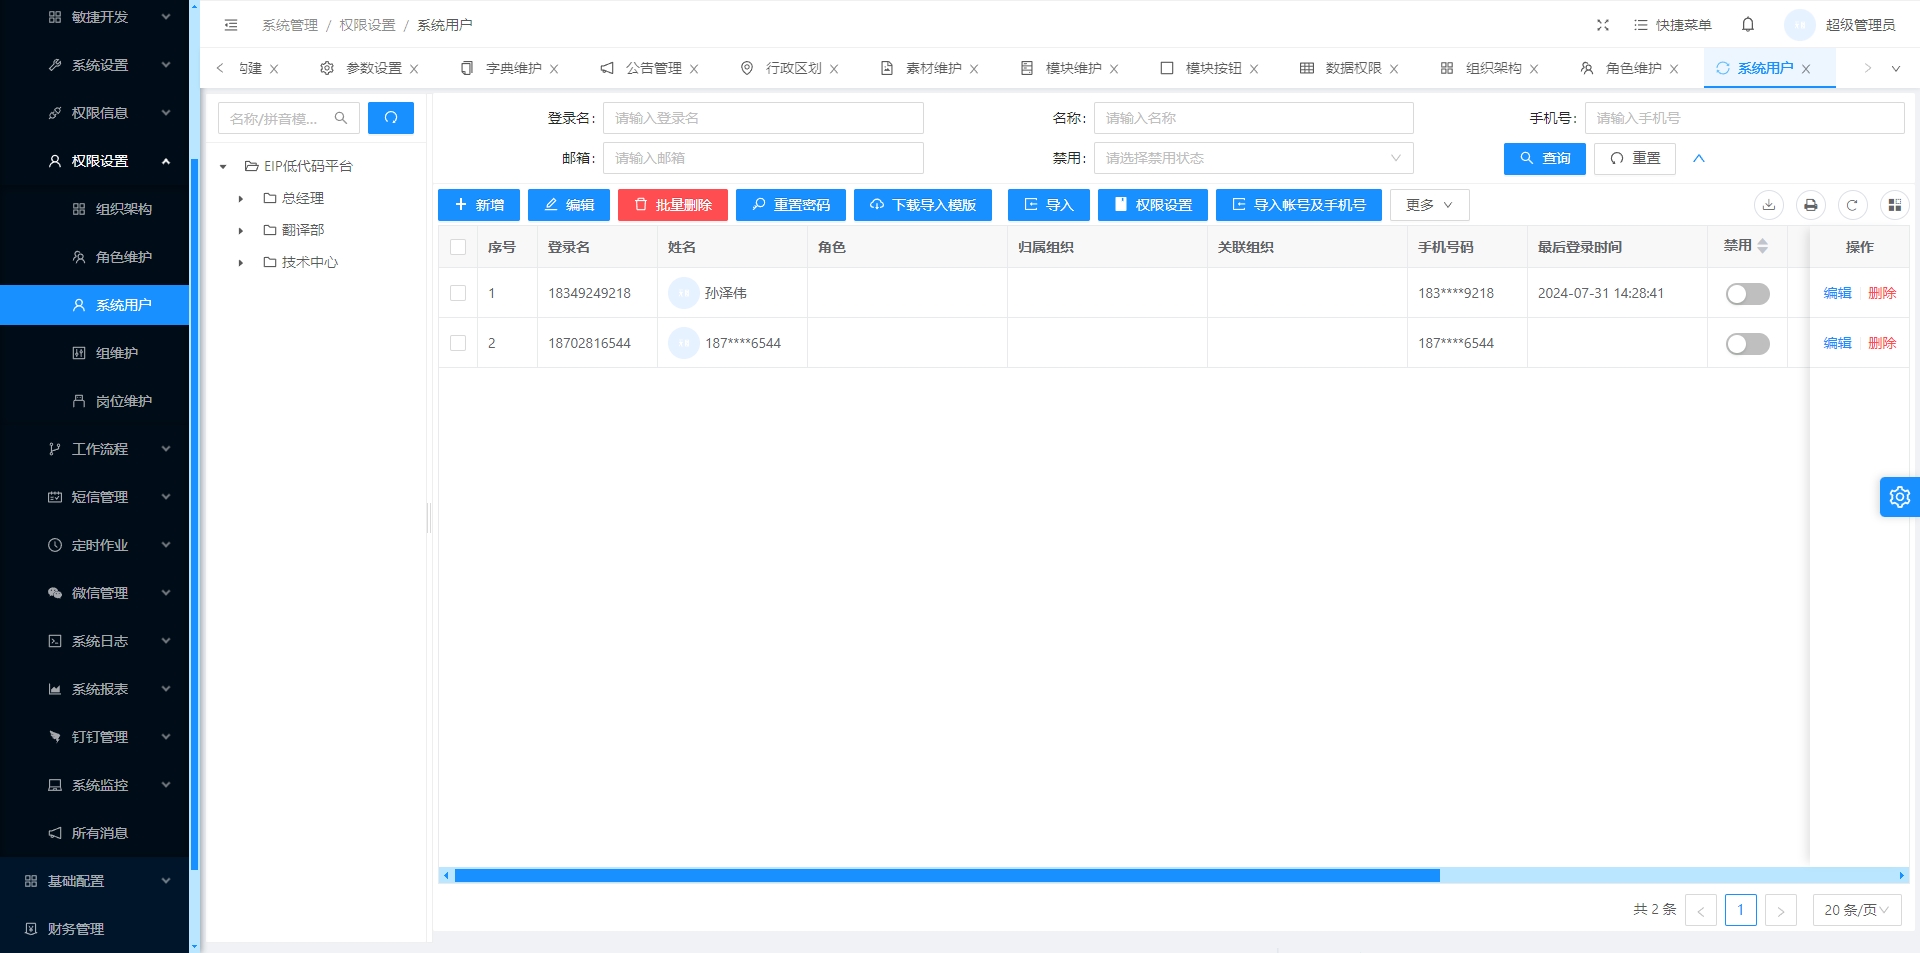 敏捷开发
系统设置
权限信息
权限设置
组织架构
角色维护
系统用户
组维护
岗位维护
工作流程
短信管理
定时作业
微信管理
系统日志
系统报表
钉钉管理
系统监控
所有消息
基础配置
财务管理
系统管理 / 权限设置 / 系统用户
快捷菜单 超级管理员
构建 参数设置 字典维护 公告管理 行政区划 素材维护 模块维护 模块按钮 数据权限 组织架构 角色维护 系统用户
名称/拼音模...
EIP低代码平台
总经理
翻译部
技术中心
登录名: 请输入登录名 名称: 请输入名称 手机号: 请输入手机号
邮箱: 请输入邮箱 禁用: 请选择禁用状态 查询 重置
新增 编辑 批量删除 重置密码 下载导入模版 导入 权限设置 导入帐号及手机号 更多
序号 登录名 姓名 角色 归属组织 关联组织 手机号码 最后登录时间 禁用 操作
1 18349249218 孙泽伟 183****9218 2024-07-31 14:28:41 编辑 删除
2 18702816544 187****6544 187****6544 编辑 删除
共 2 条 1 20 条/页